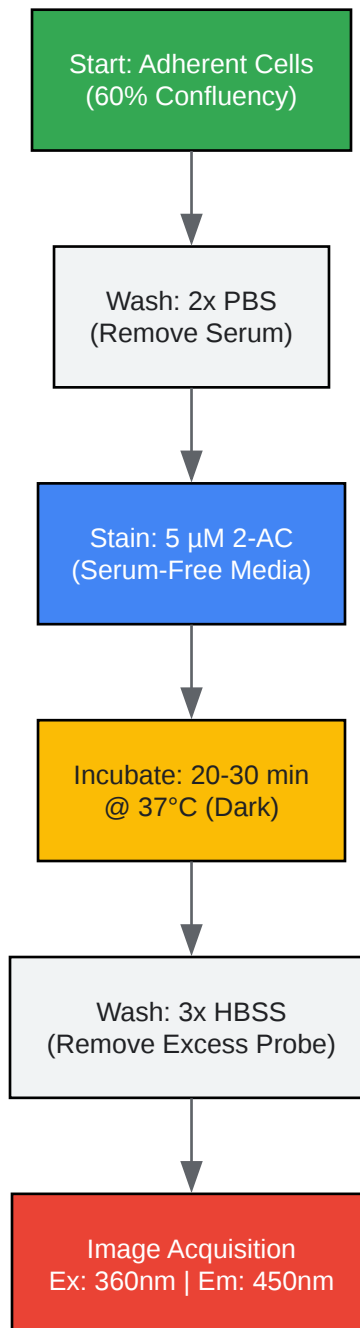 Start: Adherent Cells
(60% Confluency)
Wash: 2x PBS
(Remove Serum)
Stain: 5 µM 2-AC
(Serum-Free Media)
Incubate: 20-30 min
@ 37°C (Dark)
Wash: 3x HBSS
(Remove Excess Probe)
Image Acquisition
Ex: 360nm | Em: 450nm